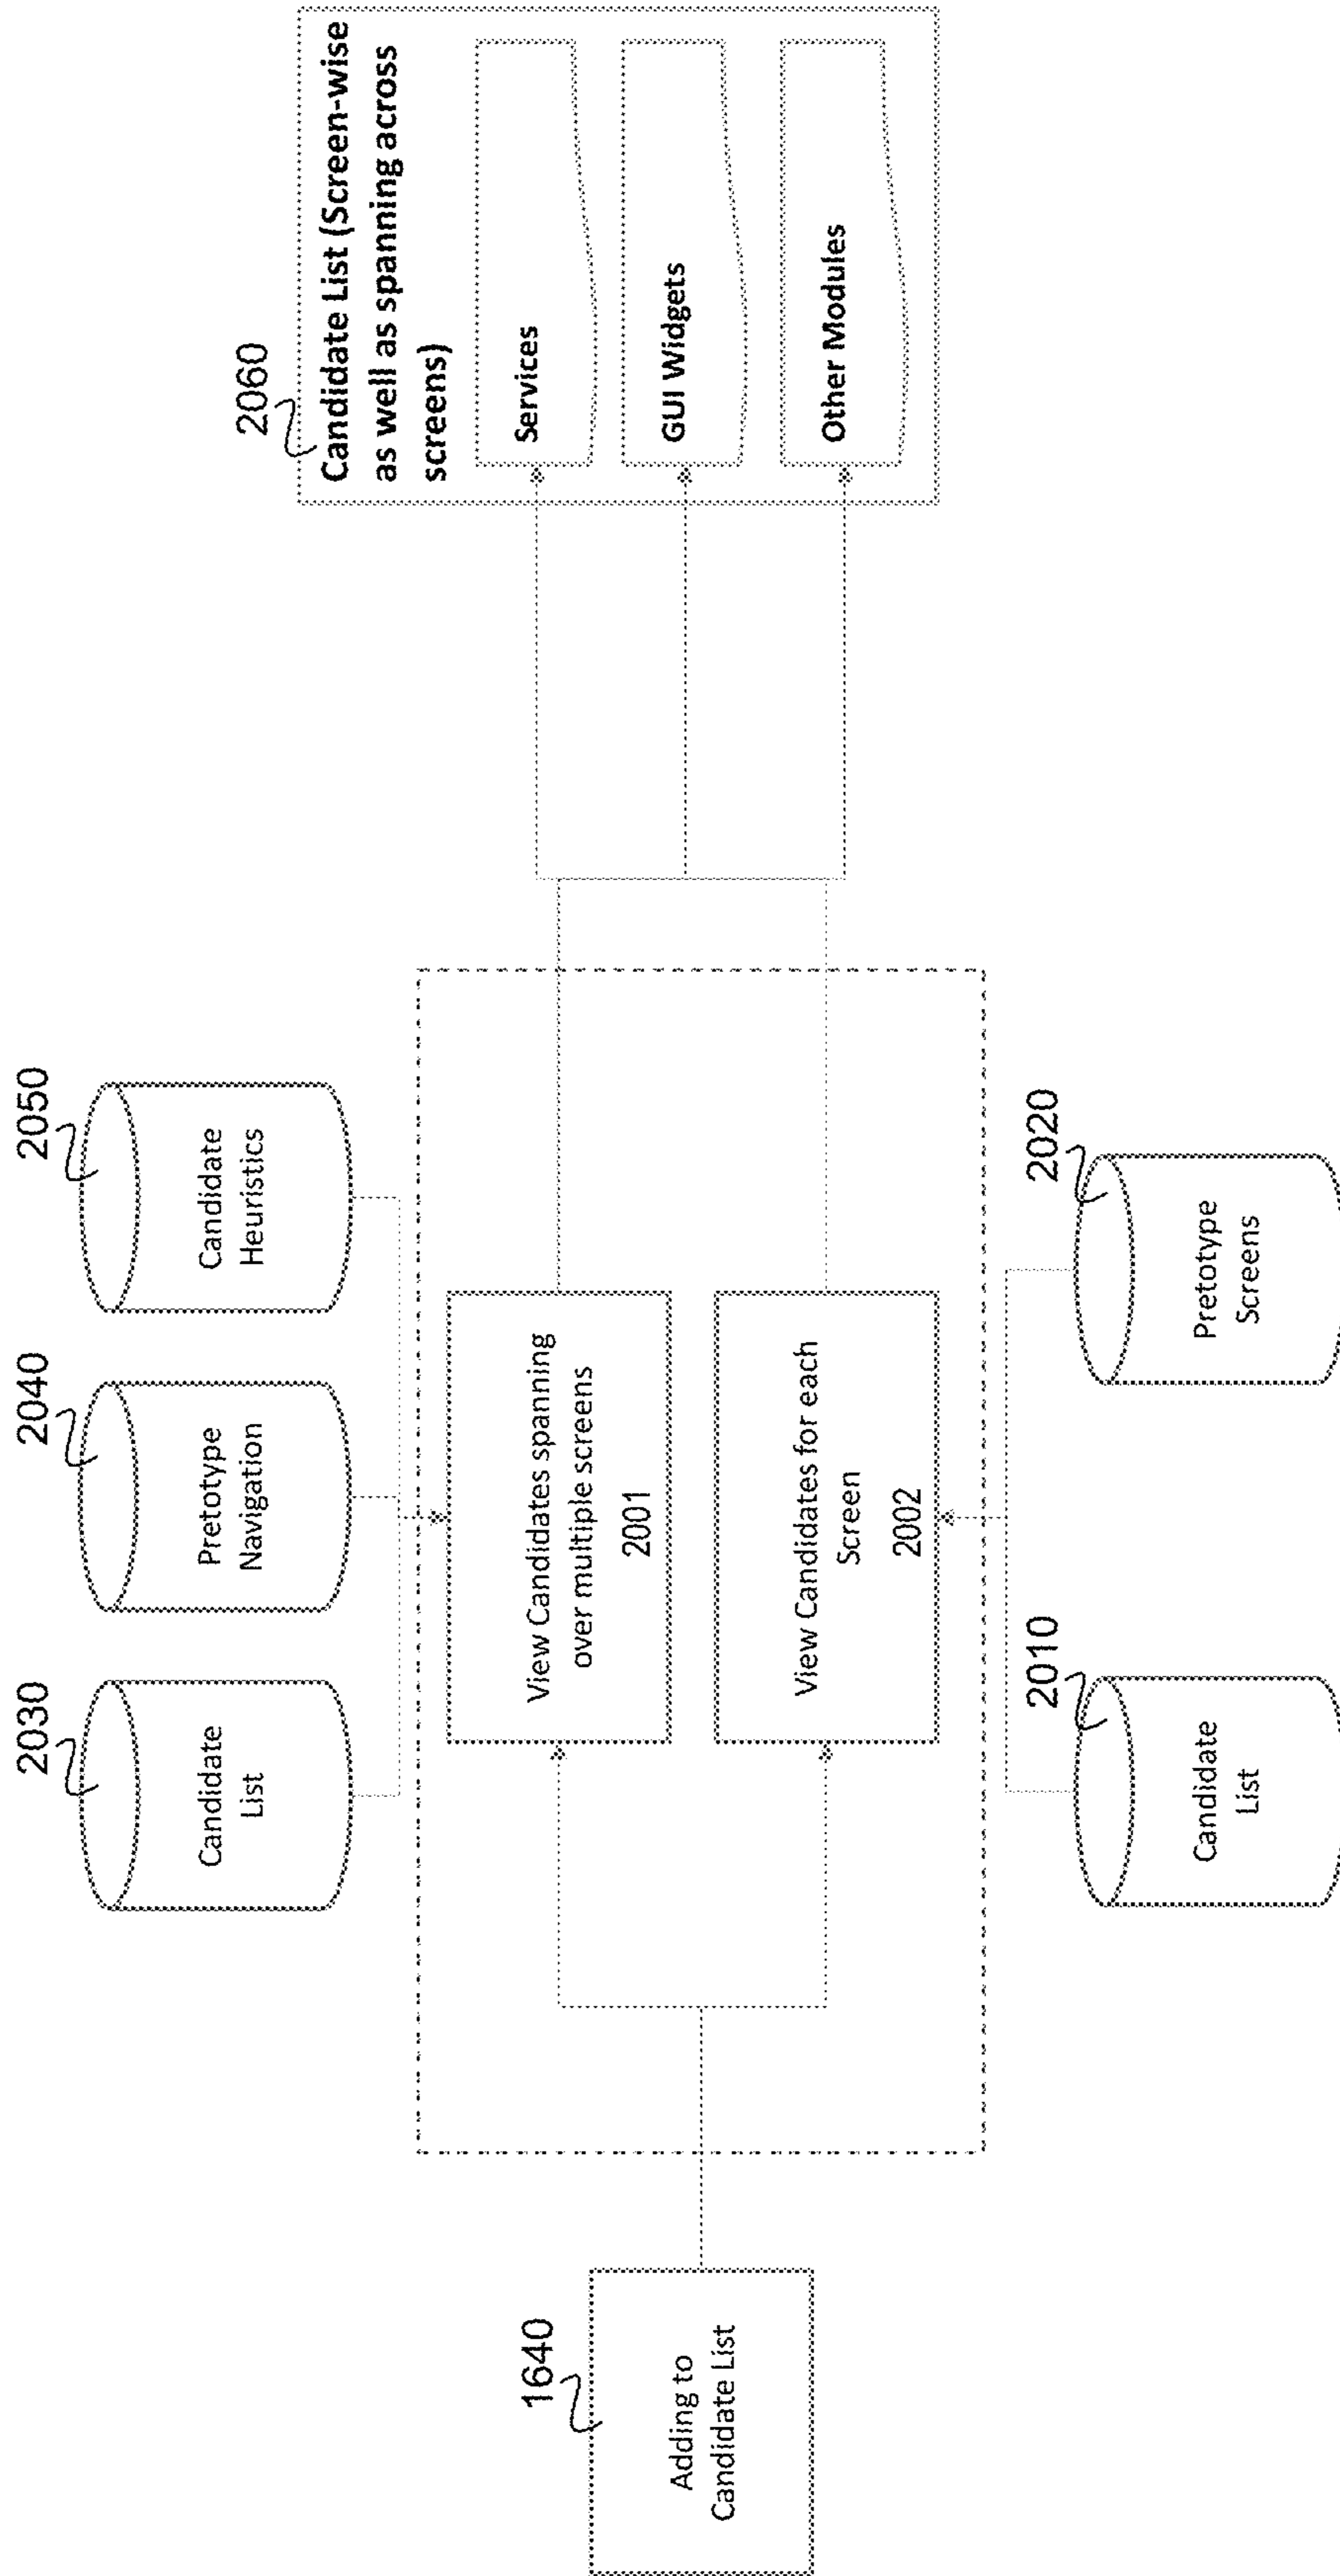 2030
Candidate
List
2040
Pretotype
Navigation
2050
Candidate
Heuristics
2060
Candidate List (Screen-wise
as well as spanning across
screens)
Services
GUI Widgets
Other Modules
1640
Adding to
Candidate List
View Candidates spanning
over multiple screens
2001
View Candidates for each
Screen
2002
2010
Candidate
List
2020
Pretotype
Screens